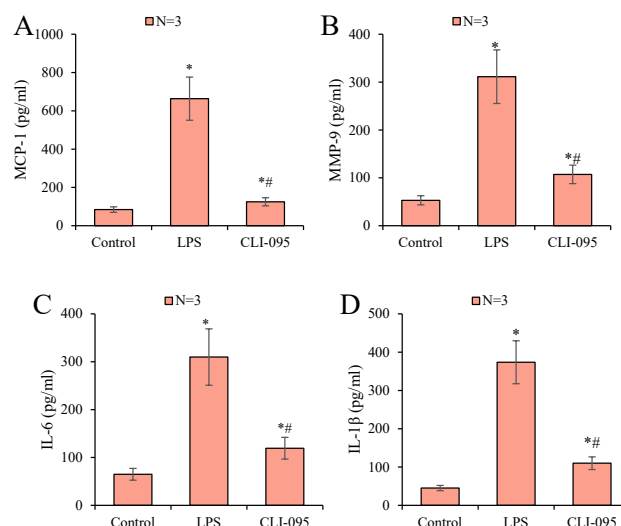 A
N=3
MCP-1 (pg/ml)
1000
800
600
400
200
0
*
*#
Control LPS CLI-095
B
N=3
MMP-9 (pg/ml)
400
300
200
100
0
*
*#
Control LPS CLI-095
C
N=3
IL-6 (pg/ml)
400
300
200
100
0
*
*#
Control LPS CLI-095
D
N=3
IL-1β (pg/ml)
500
400
300
200
100
0
*
*#
Control LPS CLI-095